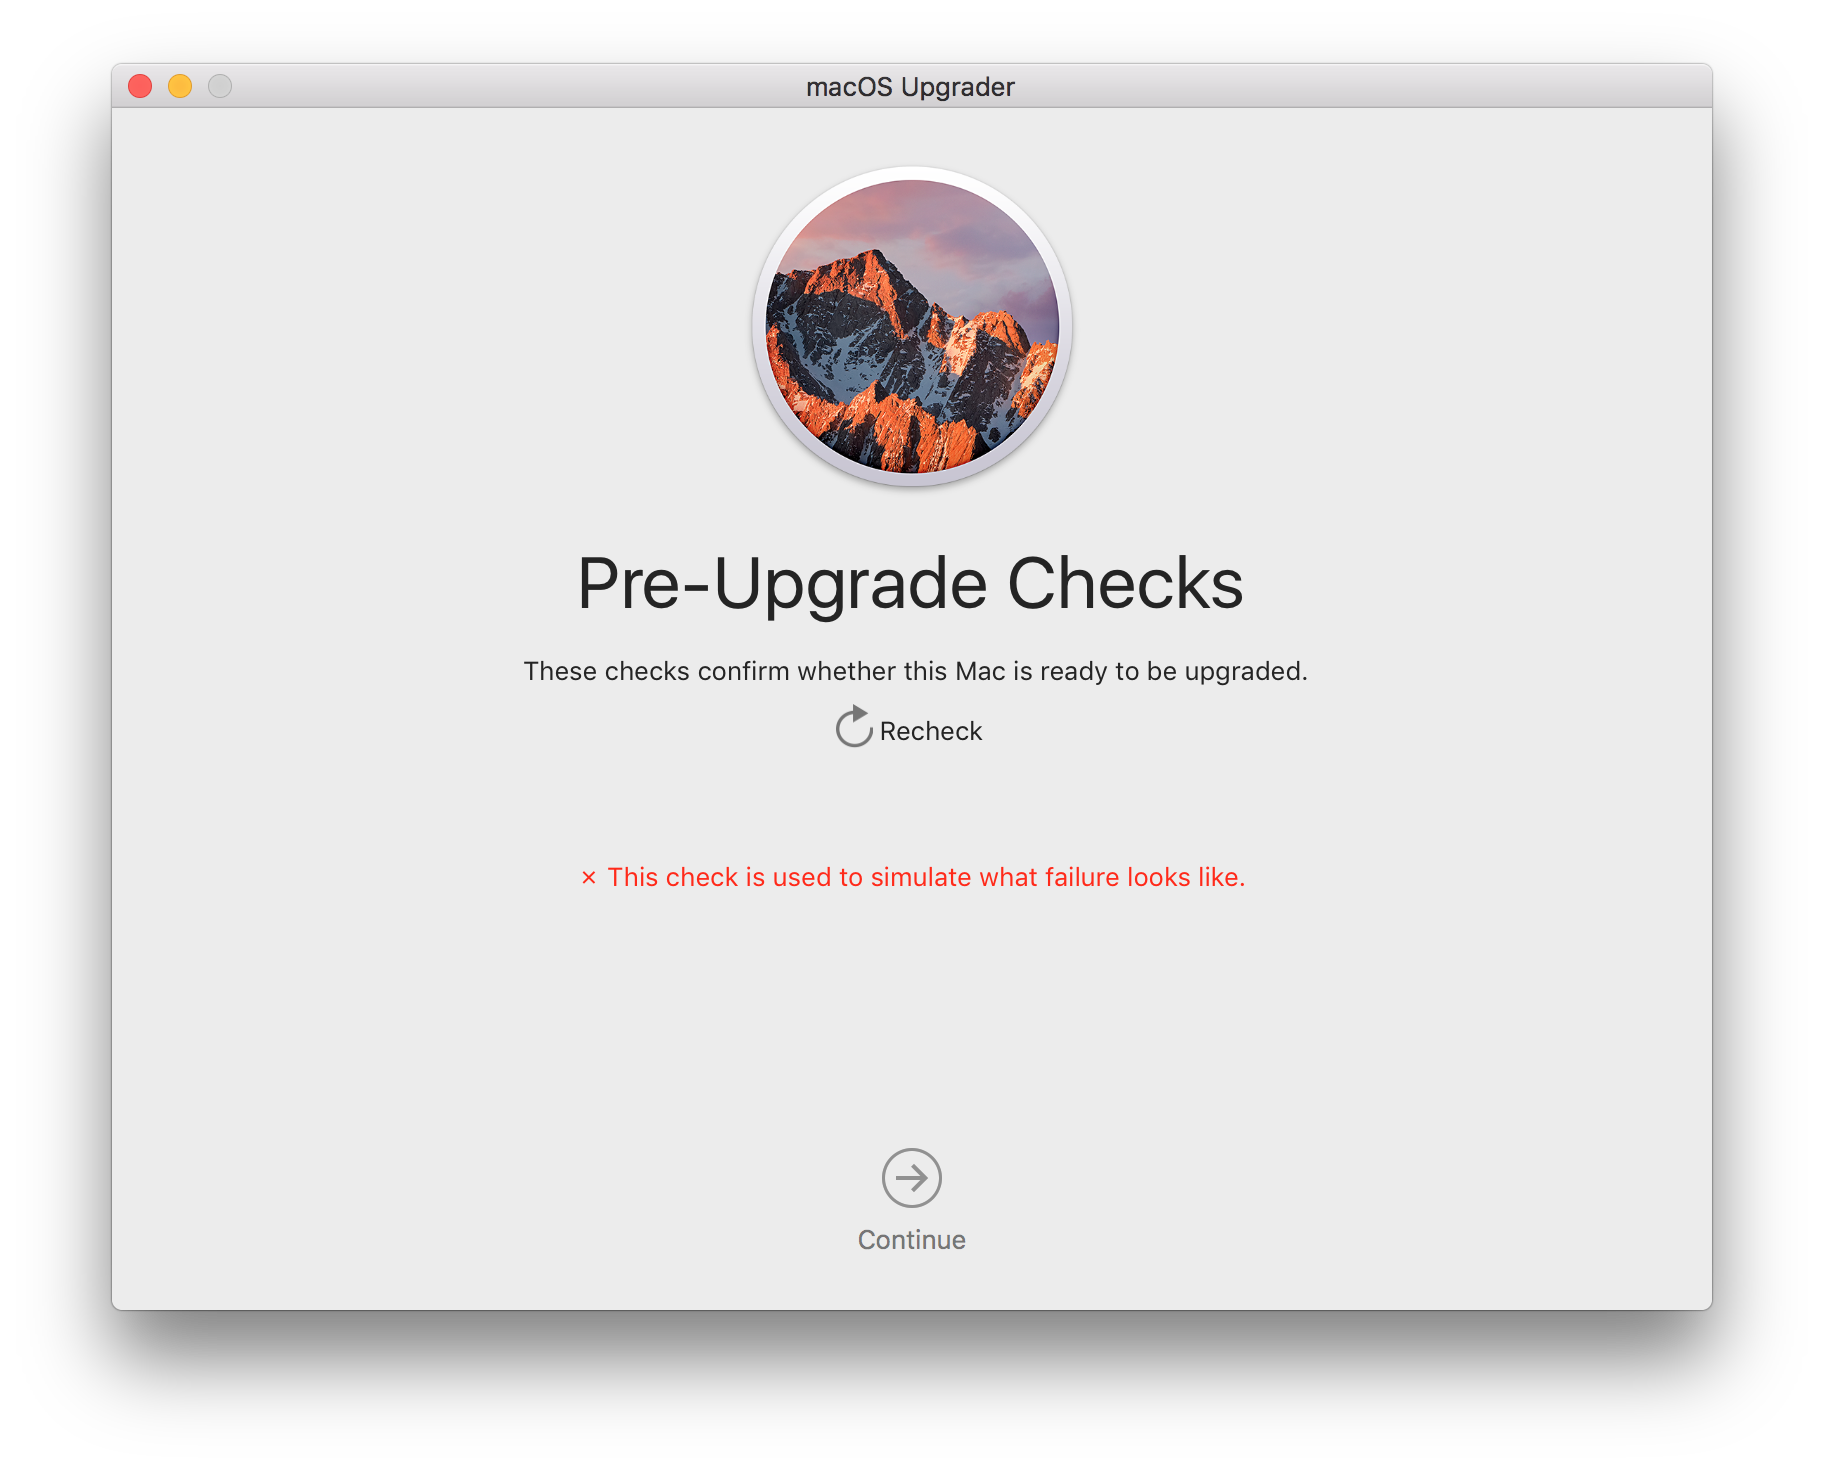 macOS Upgrader
Pre-Upgrade Checks
These checks confirm whether this Mac is ready to be upgraded.
Recheck
× This check is used to simulate what failure looks like.
Continue